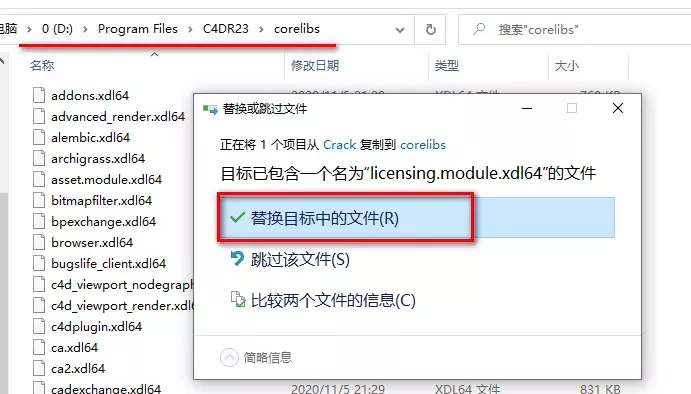 电脑 › 0 (D:) › Program Files › C4DR23 › corelibs
搜索"corelibs"
名称 修改日期 类型 大小
addons.xdl64
advanced_render.xdl64
alembic.xdl64
archigrass.xdl64
asset.module.xdl64
bitmapfilter.xdl64
bpexchange.xdl64
browser.xdl64
bugslife_client.xdl64
c4d_viewport_nodegraph
c4d_viewport_render.xdl
c4dplugin.xdl64
ca.xdl64
ca2.xdl64
cadexchange.xdl64 2020/11/5 21:29 XDL64 文件 831 KB
替换或跳过文件
正在将 1 个项目从 Crack 复制到 corelibs
目标已包含一个名为"licensing.module.xdl64"的文件
替换目标中的文件(R)
跳过该文件(S)
比较两个文件的信息(C)
简略信息